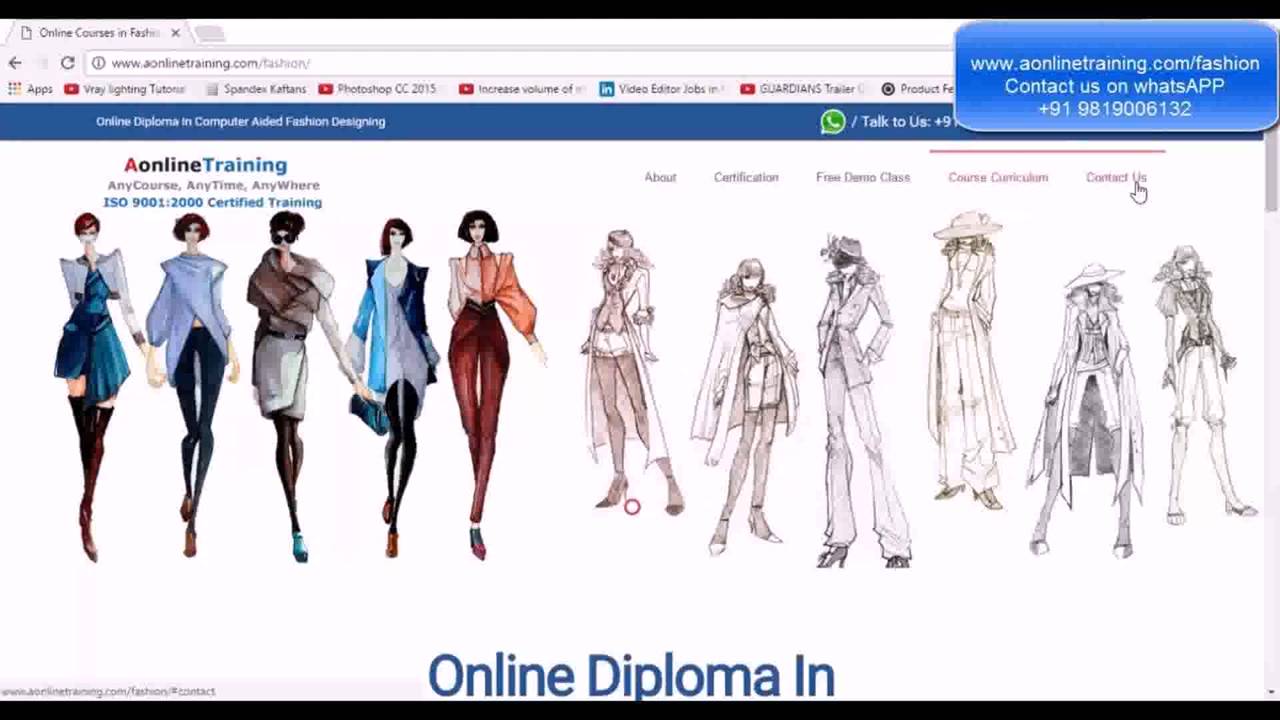 Online Courses in Fashi
www.aonlinetraining.com/fashion/
www.aonlinetraining.com/fashion
Contact us on whatsAPP
+91 9819006132
Apps
Vray lighting Tutoria
Spandex Kaftans
Photoshop CC 2015
Increase volume of
Video Editor Jobs in
GUARDIANS Trailer
Product Fe
Online Diploma In Computer Aided Fashion Designing
/ Talk to Us: +91
AonlineTraining
AnyCourse, AnyTime, AnyWhere
ISO 9001:2000 Certified Training
About
Certification
Free Demo Class
Course Curriculum
Contact Us
Online Diploma In
www.aonlinetraining.com/fashion/#contact